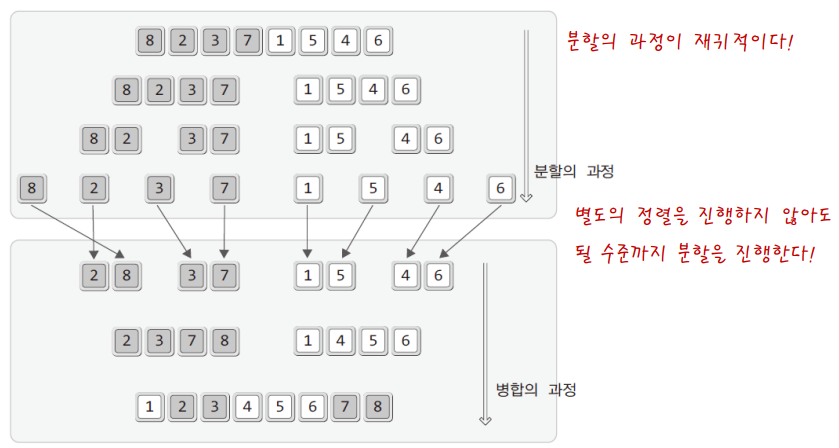 8 2 3 7 1 5 4 6
분할의 과정이 재귀적이다!
8 2 3 7 1 5 4 6
8 2 3 7 1 5 4 6
분할의 과정
8 2 3 7 1 5 4 6
별도의 정렬을 진행하지 않아도
될 수준까지 분할을 진행한다!
2 8 3 7 1 5 4 6
2 3 7 8 1 4 5 6
병합의 과정
1 2 3 4 5 6 7 8